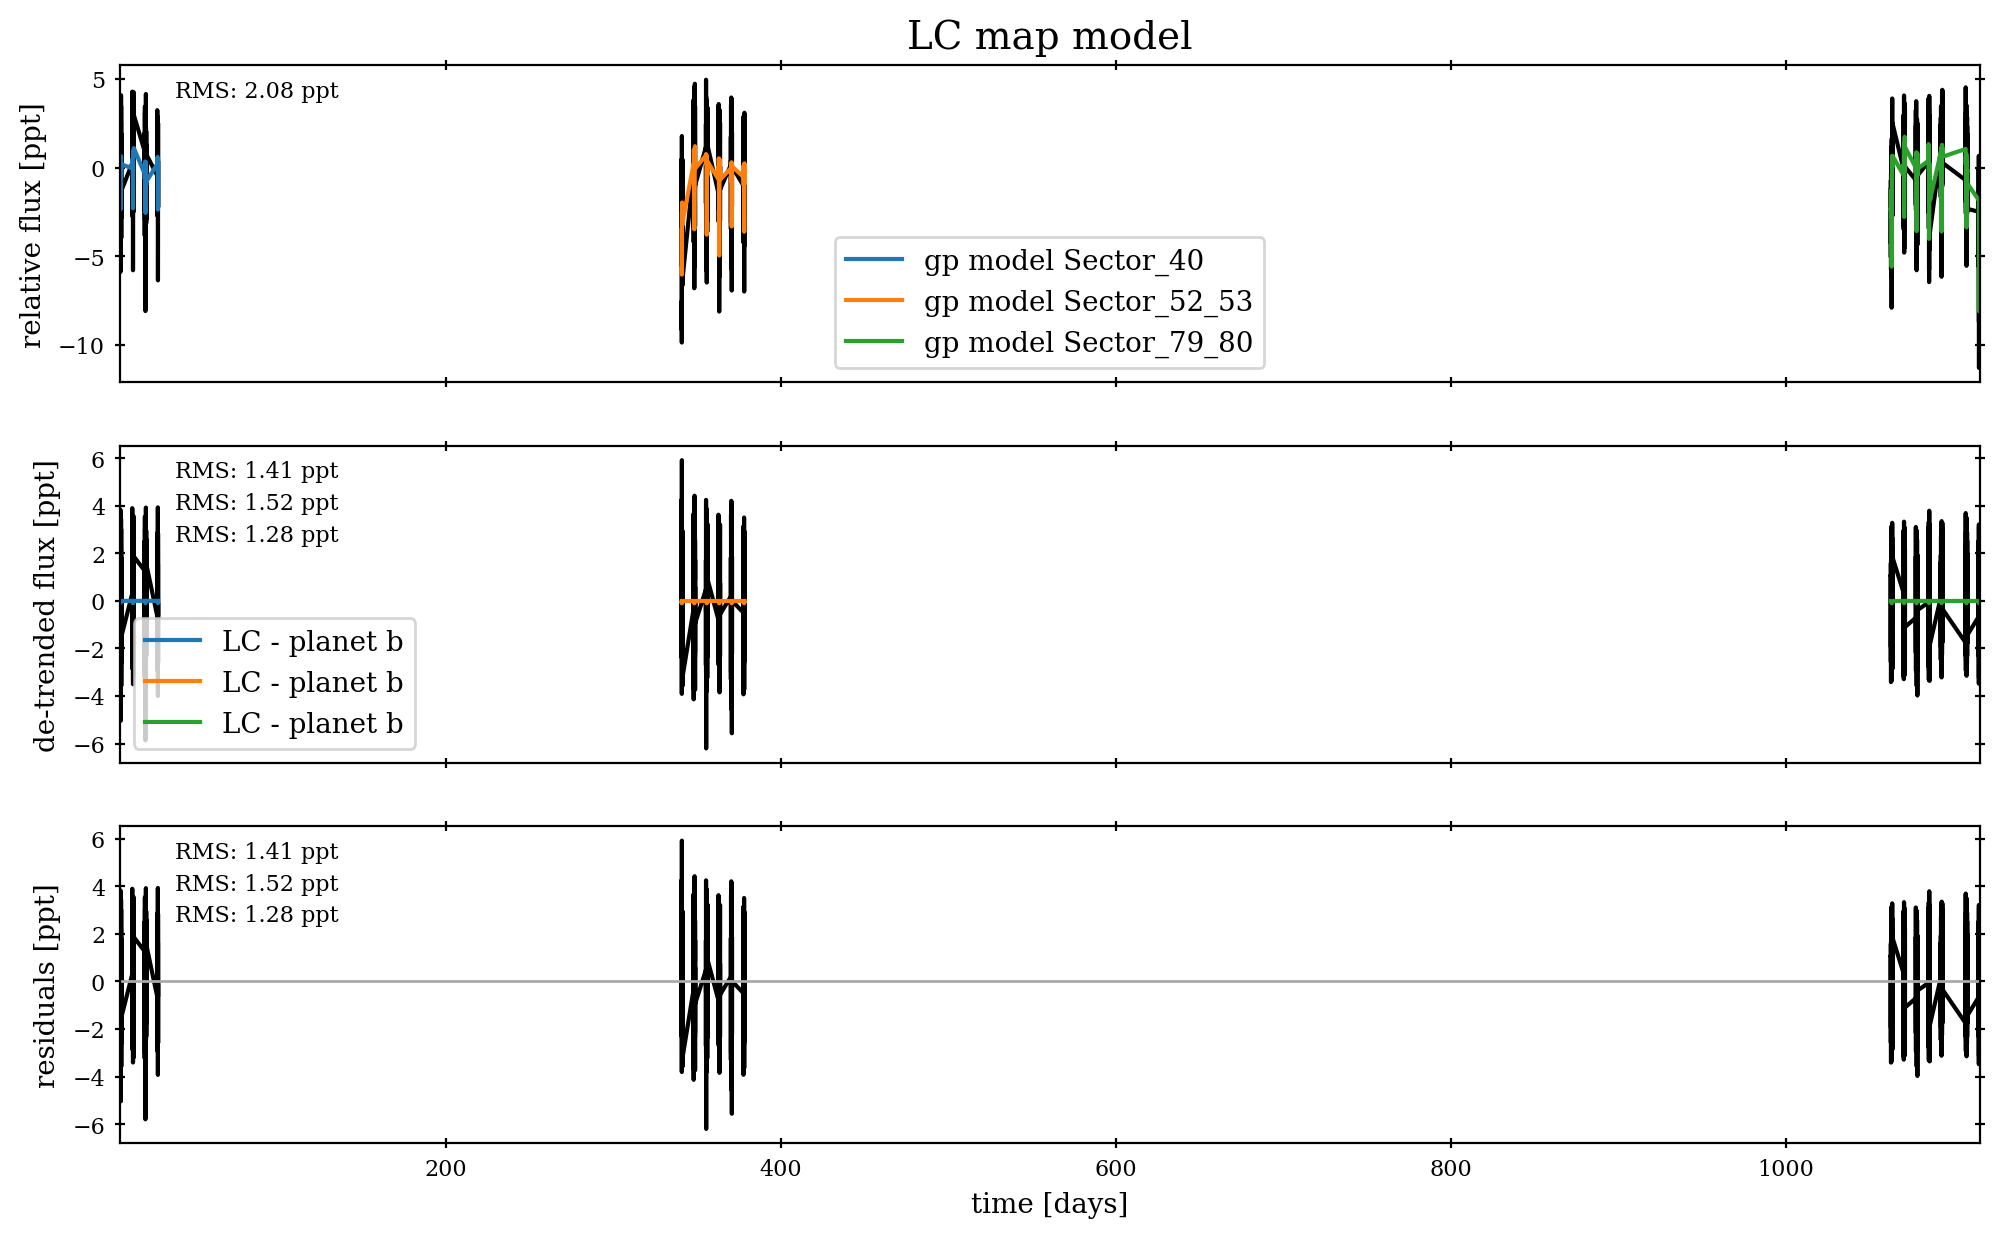 LC map model
relative flux [ppt]
5
0
−5
−10
RMS: 2.08 ppt
gp model Sector_40
gp model Sector_52_53
gp model Sector_79_80
de-trended flux [ppt]
6
4
2
0
−2
−4
−6
RMS: 1.41 ppt
RMS: 1.52 ppt
RMS: 1.28 ppt
LC - planet b
LC - planet b
LC - planet b
residuals [ppt]
6
4
2
0
−2
−4
−6
RMS: 1.41 ppt
RMS: 1.52 ppt
RMS: 1.28 ppt
200 400 600 800 1000
time [days]